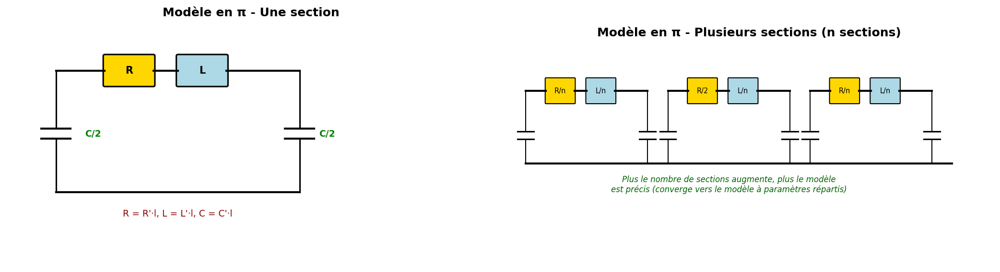 Modèle en π - Une section
R
L
C/2
C/2
R = R'·l, L = L'·l, C = C'·l
Modèle en π - Plusieurs sections (n sections)
R/n
L/n
R/2
L/n
R/n
L/n
Plus le nombre de sections augmente, plus le modèle
est précis (converge vers le modèle à paramètres répartis)